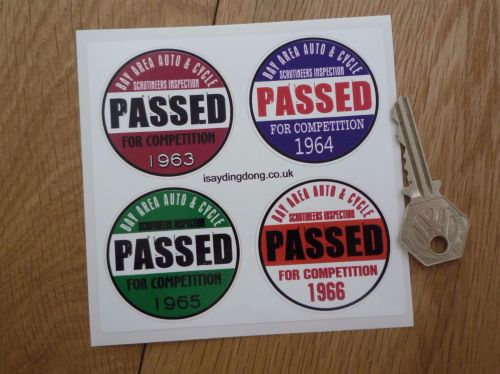 BAY AREA AUTO & CYCLE
SCRUTINEERS INSPECTION
PASSED
FOR COMPETITION
1963
BAY AREA AUTO & CYCLE
SCRUTINEERS INSPECTION
PASSED
FOR COMPETITION
1964
isaydingdong.co.uk
BAY AREA AUTO & CYCLE
SCRUTINEERS INSPECTION
PASSED
FOR COMPETITION
1965
BAY AREA AUTO & CYCLE
SCRUTINEERS INSPECTION
PASSED
FOR COMPETITION
1966